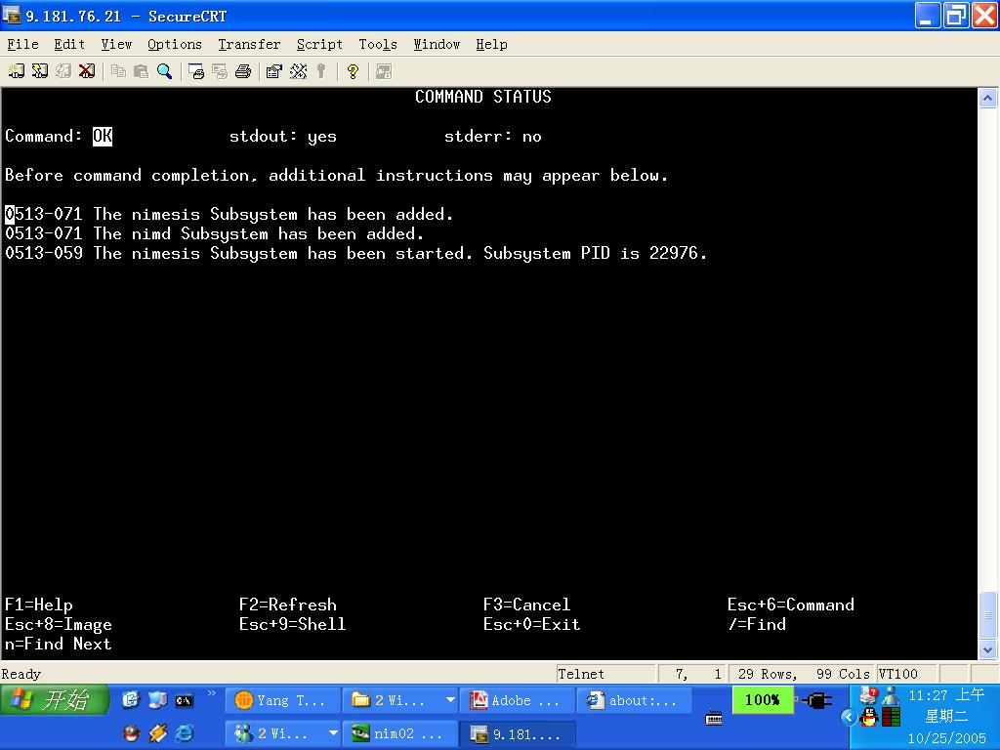 9.181.76.21 - SecureCRT
File Edit View Options Transfer Script Tools Window Help
COMMAND STATUS
Command: OK stdout: yes stderr: no
Before command completion, additional instructions may appear below.
0513-071 The nimesis Subsystem has been added.
0513-071 The nimd Subsystem has been added.
0513-059 The nimesis Subsystem has been started. Subsystem PID is 22976.
F1=Help F2=Refresh F3=Cancel Esc+6=Command
Esc+8=Image Esc+9=Shell Esc+0=Exit /=Find
n=Find Next
Ready Telnet 7, 1 29 Rows, 99 Cols VT100
开始 Yang T... 2 Wi... Adobe ... about:... 100% 11:27 上午
星期二
2 Wi... nim02 ... 9.181.... 10/25/2005